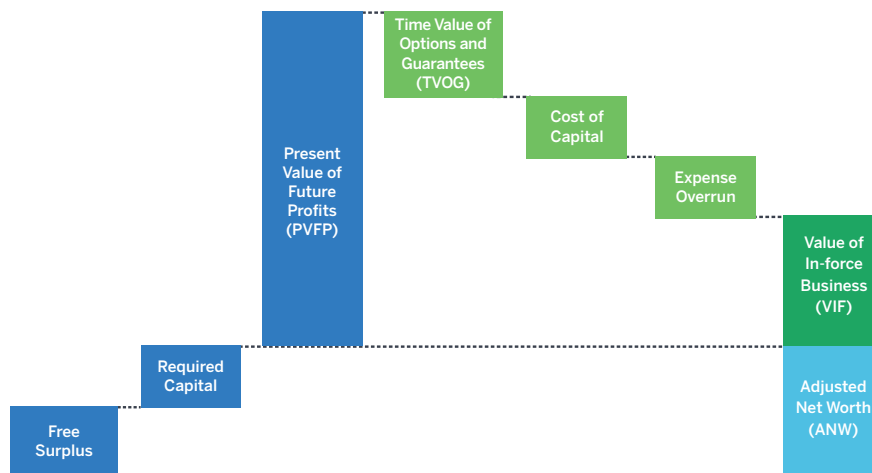 Time Value of
Options and
Guarantees
(TVOG)
Cost of
Capital
Present
Value of
Future
Profits
(PVFP)
Expense
Overrun
Value of
In-force
Business
(VIF)
Required
Capital
Adjusted
Net Worth
(ANW)
Free
Surplus